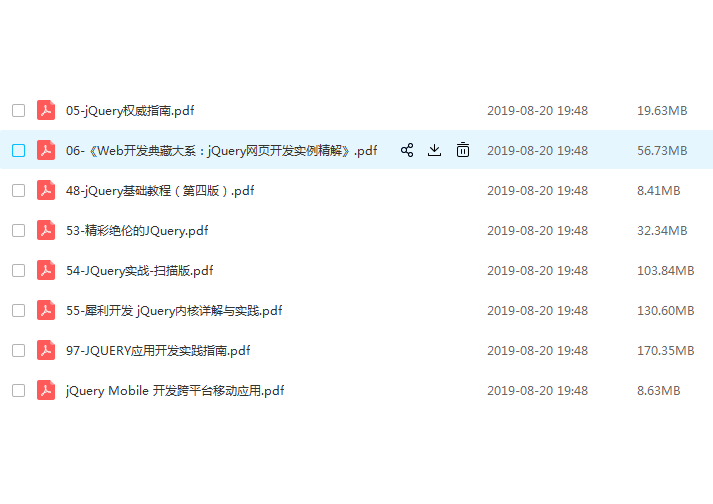 05-jQuery权威指南.pdf 2019-08-20 19:48 19.63MB
06-《Web开发典藏大系：jQuery网页开发实例精解》.pdf 2019-08-20 19:48 56.73MB
48-jQuery基础教程（第四版）.pdf 2019-08-20 19:48 8.41MB
53-精彩绝伦的JQuery.pdf 2019-08-20 19:48 32.34MB
54-JQuery实战-扫描版.pdf 2019-08-20 19:48 103.84MB
55-犀利开发 jQuery内核详解与实践.pdf 2019-08-20 19:48 130.60MB
97-JQUERY应用开发实践指南.pdf 2019-08-20 19:48 170.35MB
jQuery Mobile 开发跨平台移动应用.pdf 2019-08-20 19:48 8.63MB